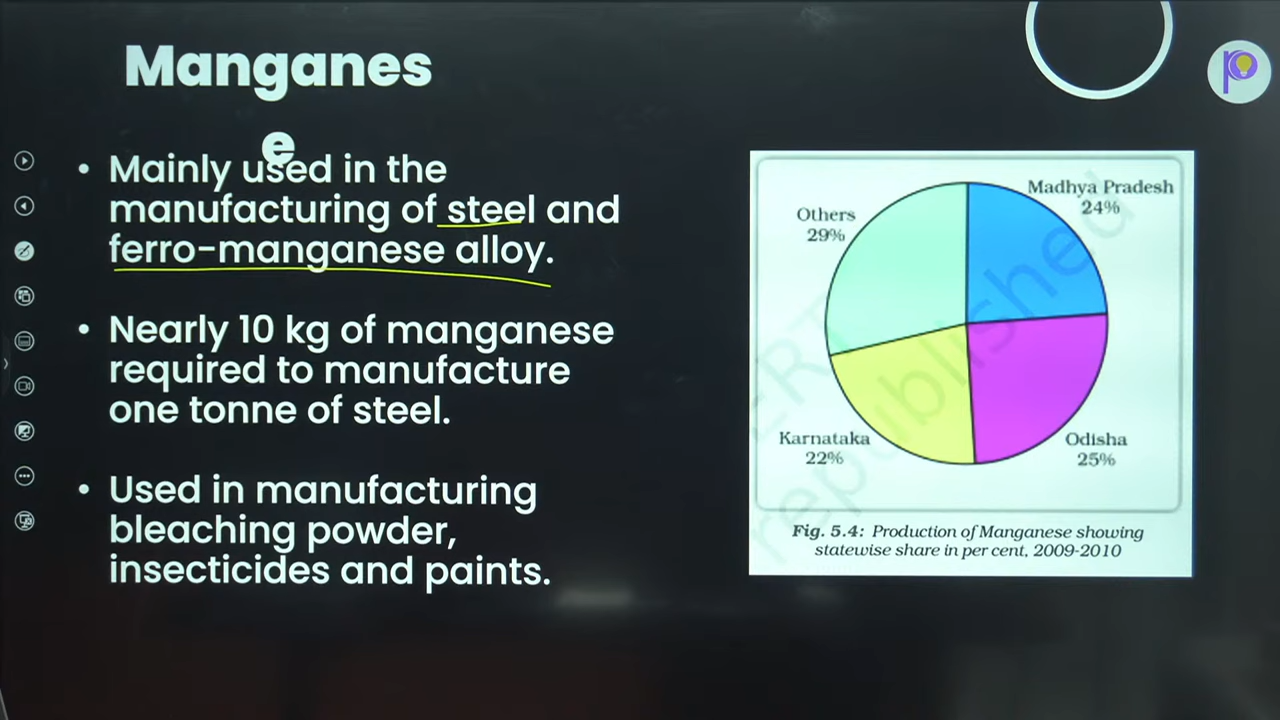 Manganes
e
• Mainly used in the
manufacturing of steel and
ferro-manganese alloy.
• Nearly 10 kg of manganese
required to manufacture
one tonne of steel.
• Used in manufacturing
bleaching powder,
insecticides and paints.
Madhya Pradesh
24%
Others
29%
Karnataka
22%
Odisha
25%
republished
Fig. 5.4: Production of Manganese showing
statewise share in per cent, 2009-2010